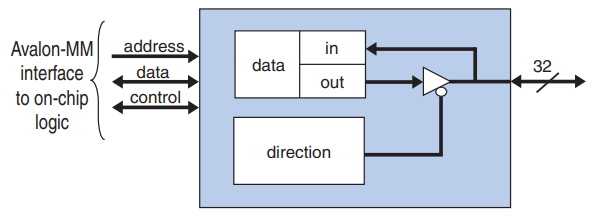 Avalon-MM
interface
to on-chip
logic
address
data
control
data
in
out
direction
32